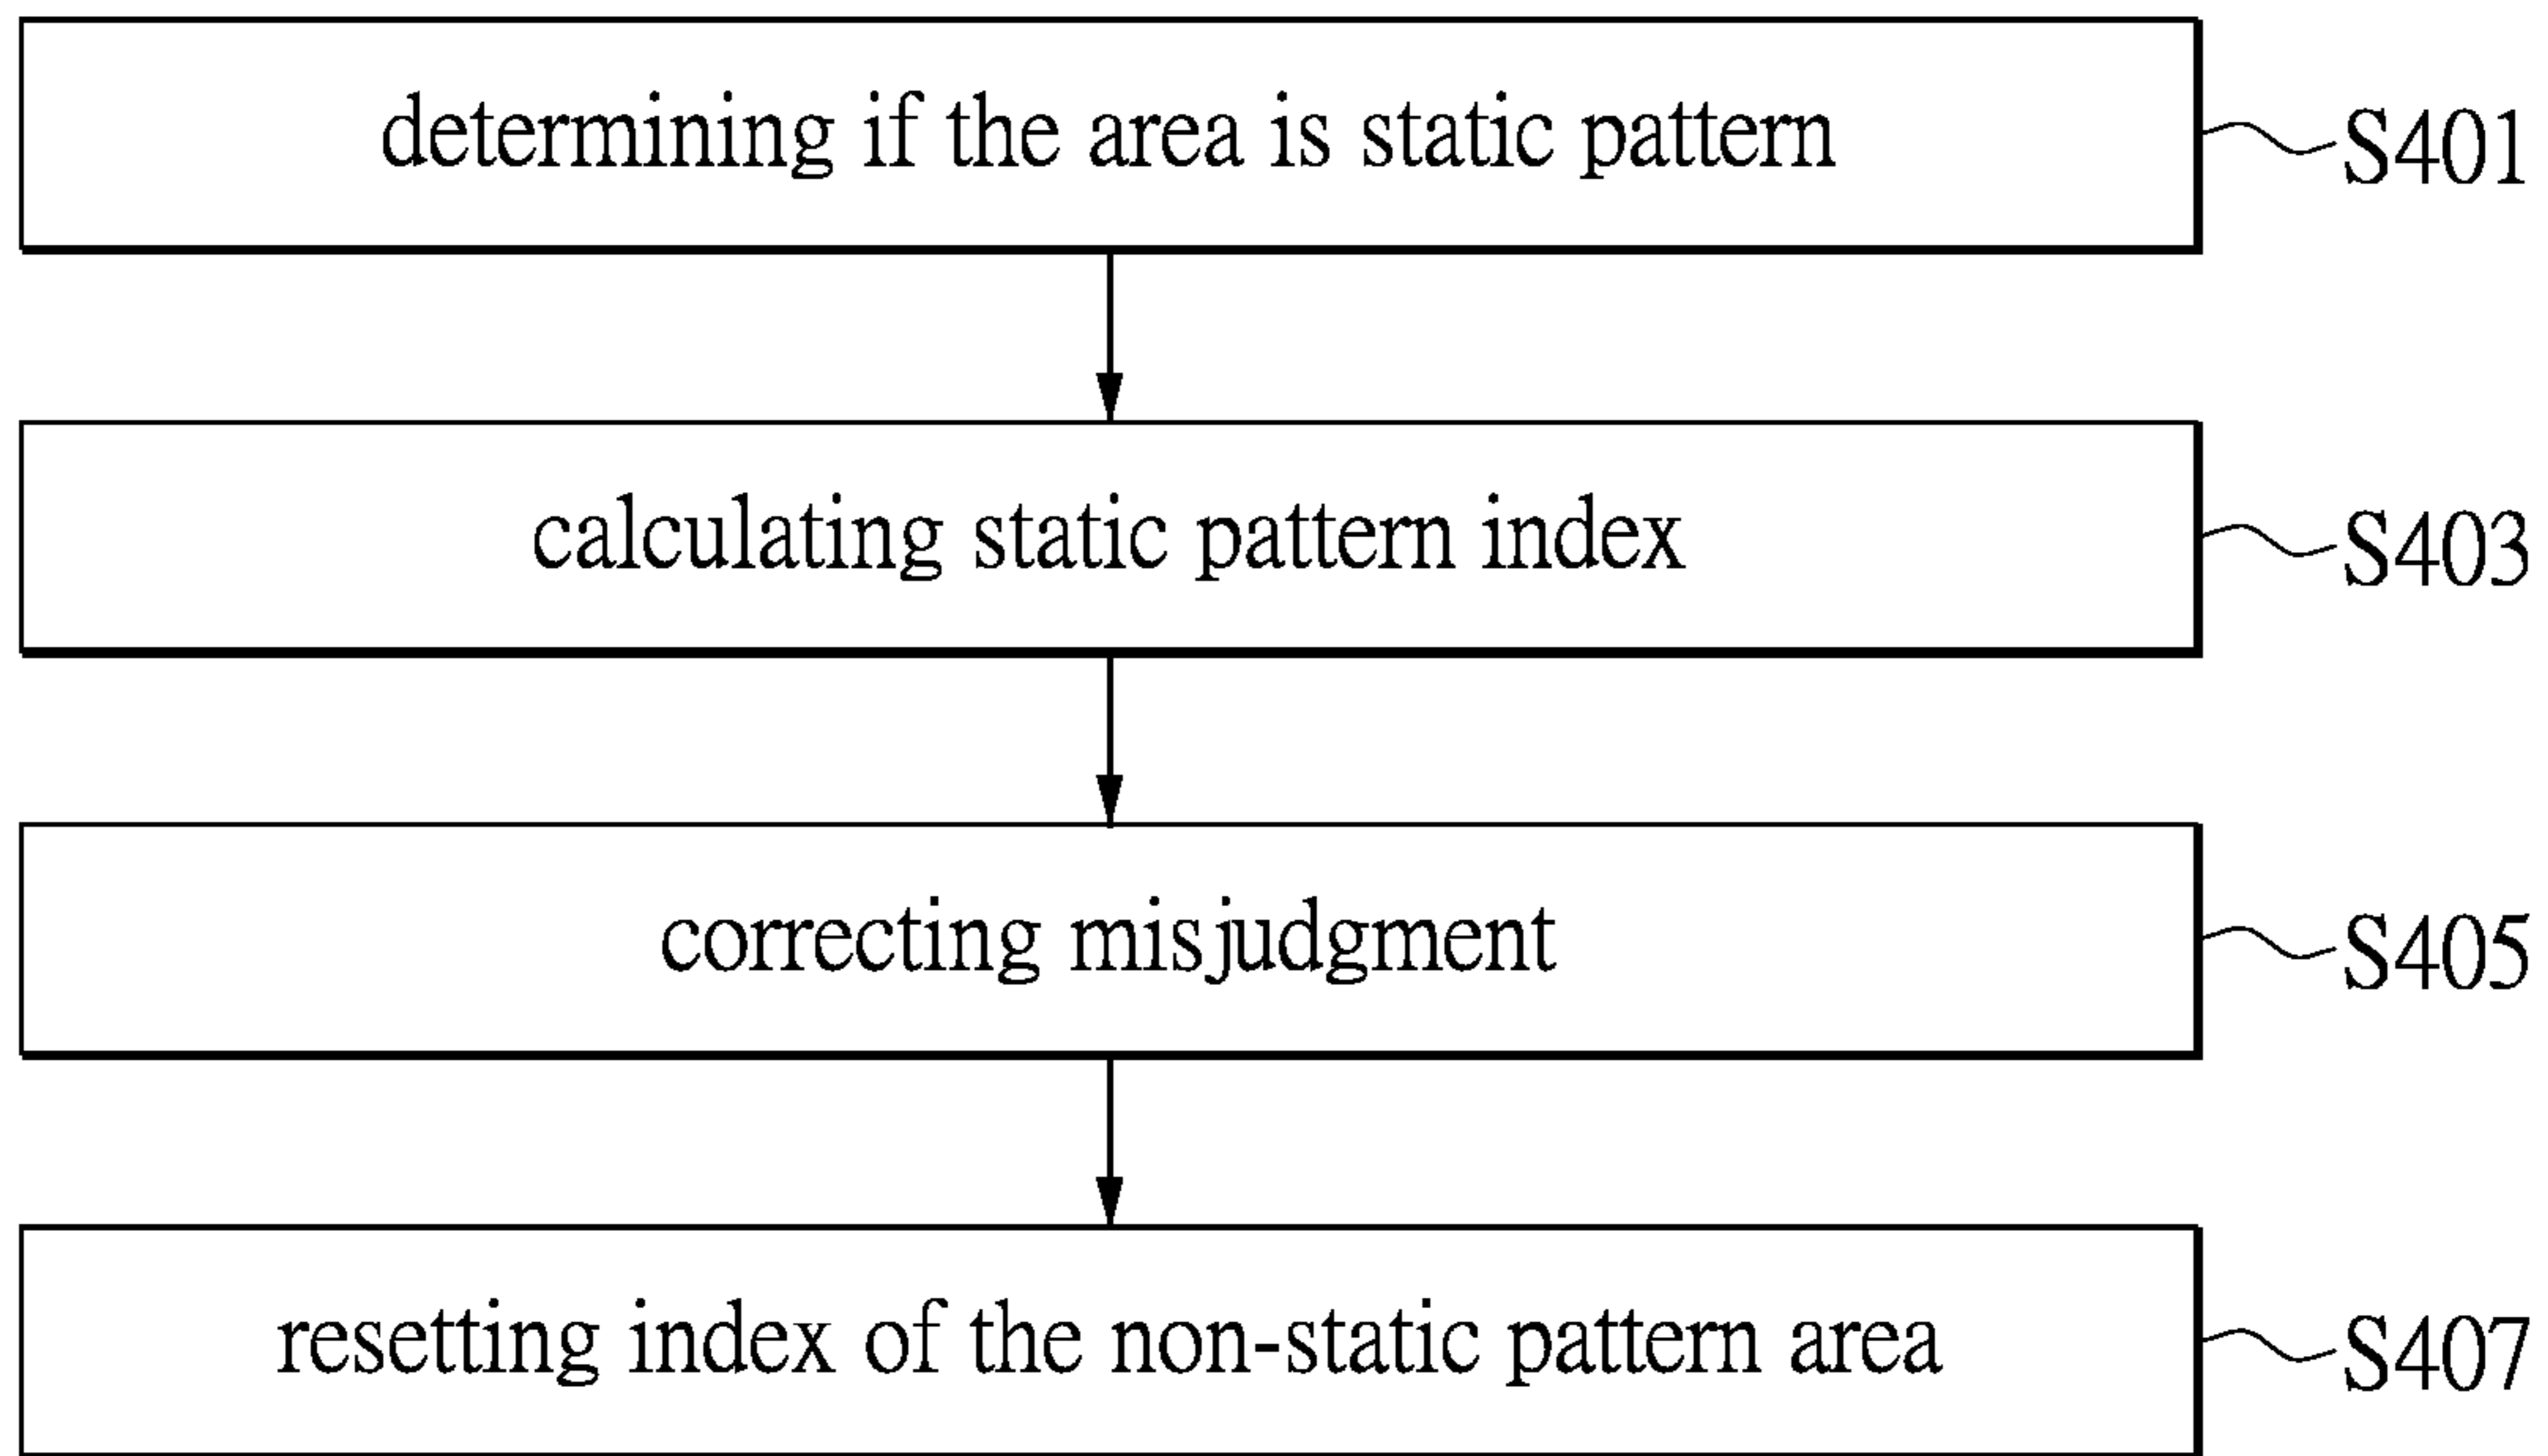 determining if the area is static pattern
S401
calculating static pattern index
S403
correcting misjudgment
S405
resetting index of the non-static pattern area
S407